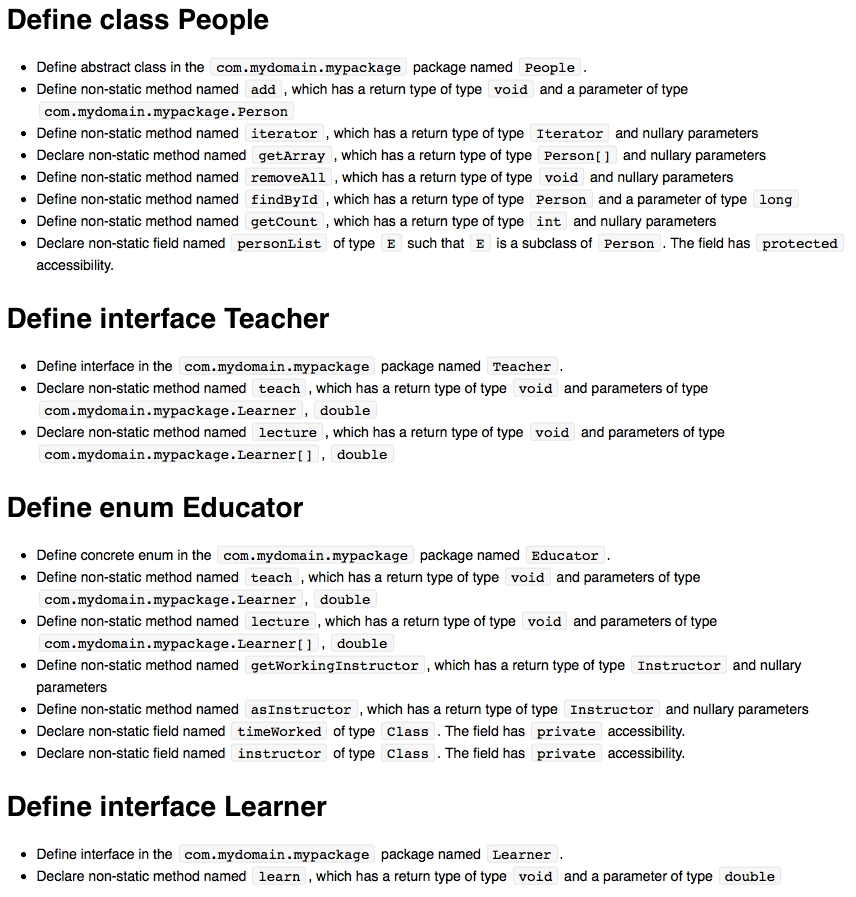 Define class People
• Define abstract class in the com.mydomain.mypackage package named People .
• Define non-static method named add , which has a return type of type void and a parameter of type
com.mydomain.mypackage.Person
• Define non-static method named iterator , which has a return type of type Iterator and nullary parameters
• Declare non-static method named getArray , which has a return type of type Person[] and nullary parameters
• Define non-static method named removeAll , which has a return type of type void and nullary parameters
• Define non-static method named findById , which has a return type of type Person and a parameter of type long
• Define non-static method named getCount , which has a return type of type int and nullary parameters
• Declare non-static field named personList of type E such that E is a subclass of Person . The field has protected
accessibility.
Define interface Teacher
• Define interface in the com.mydomain.mypackage package named Teacher .
• Declare non-static method named teach , which has a return type of type void and parameters of type
com.mydomain.mypackage.Learner , double
• Declare non-static method named lecture , which has a return type of type void and parameters of type
com.mydomain.mypackage.Learner[] , double
Define enum Educator
• Define concrete enum in the com.mydomain.mypackage package named Educator .
• Define non-static method named teach , which has a return type of type void and parameters of type
com.mydomain.mypackage.Learner , double
• Define non-static method named lecture , which has a return type of type void and parameters of type
com.mydomain.mypackage.Learner[] , double
• Define non-static method named getWorkingInstructor , which has a return type of type Instructor and nullary
parameters
• Define non-static method named asInstructor , which has a return type of type Instructor and nullary parameters
• Declare non-static field named timeWorked of type Class . The field has private accessibility.
• Declare non-static field named instructor of type Class . The field has private accessibility.
Define interface Learner
• Define interface in the com.mydomain.mypackage package named Learner .
• Declare non-static method named learn , which has a return type of type void and a parameter of type double